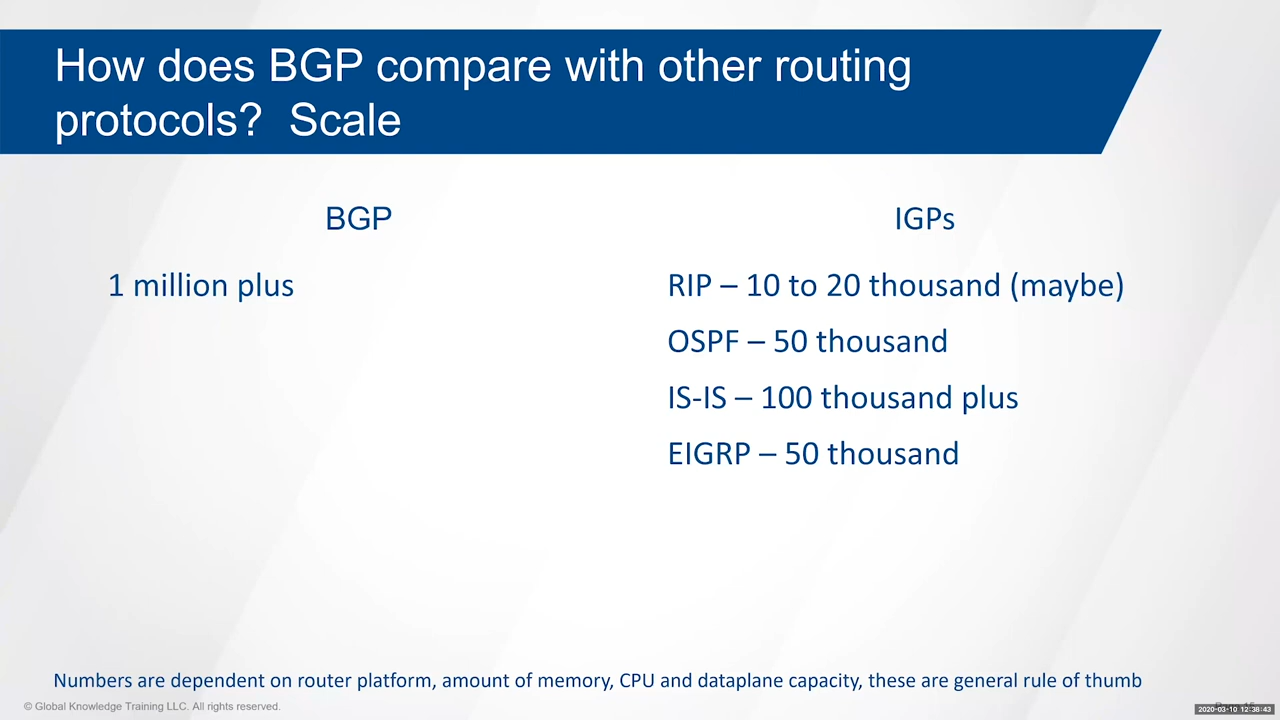 How does BGP compare with other routing
protocols?  Scale
BGP
1 million plus
IGPs
RIP – 10 to 20 thousand (maybe)
OSPF – 50 thousand
IS-IS – 100 thousand plus
EIGRP – 50 thousand
Numbers are dependent on router platform, amount of memory, CPU and dataplane capacity, these are general rule of thumb
© Global Knowledge Training LLC. All rights reserved.
2020-03-10 12:38:43